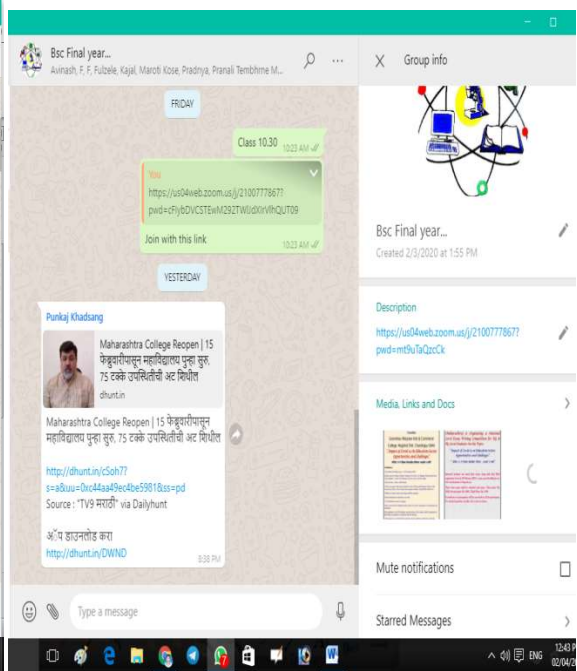 Bsc Final year...
Avinash, F, F, Fulzele, Kajal, Maroti Kose, Pradnya, Pranali Tembhrne M...
FRIDAY
Class 10.30 10:23 AM
You
https://us04web.zoom.us/j/2100777867?
Join with this link
10:23 AM
YESTERDAY
Punkaj Khadsang
Maharashtra College Reopen | 15
फेब्रुवारीपासून महाविद्यालय पुन्हा सुरु,
75 टक्के उपस्थितीची अट शिथील
dhunt.in
Maharashtra College Reopen | 15 फेब्रुवारीपासून
महाविद्यालय पुन्हा सुरु, 75 टक्के उपस्थितीची अट शिथील
http://dhunt.in/cSoh7?
s=a&uu=0xc44aa49ec4be5981&ss=pd
Source : "TV9 मराठी" via Dailyhunt
अॅप डाउनलोड करा
http://dhunt.in/DWND
8:38 PM
Type a message
Group info
Bsc Final year...
Created 2/3/2020 at 1:55 PM
Description
https://us04web.zoom.us/j/2100777867?
pwd=mt9uTaQzcCk
Media, Links and Docs
Mute notifications
Starred Messages
ENG
12:43 P
02/04/2